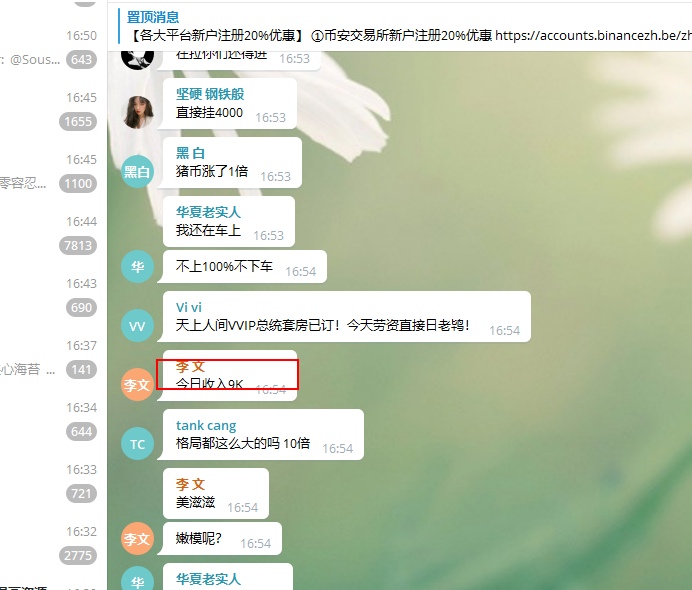 置顶消息
【各大平台新户注册20%优惠】 ①币安交易所新户注册20%优惠 https://accounts.binancezh.be/zh
16:50
: @Sous... 643
在拉你们还得进 16:53
16:45
1655
坚硬 钢铁般
直接挂4000 16:53
16:45
零容忍... 1100
黑 白
黑白
猪币涨了1倍 16:53
16:44
7813
华夏老实人
我还在车上 16:53
华
不上100%不下车 16:54
16:43
690
Vi vi
VV
天上人间VVIP总统套房已订！今天劳资直接日老鸨！ 16:54
16:37
心海苔 ... 141
李 文
李文
今日收入9K 16:54
16:34
644
tank cang
TC
格局都这么大的吗 10倍 16:54
16:33
721
李 文
美滋滋 16:54
16:32
2775
李文
嫩模呢？ 16:54
华夏老实人
华